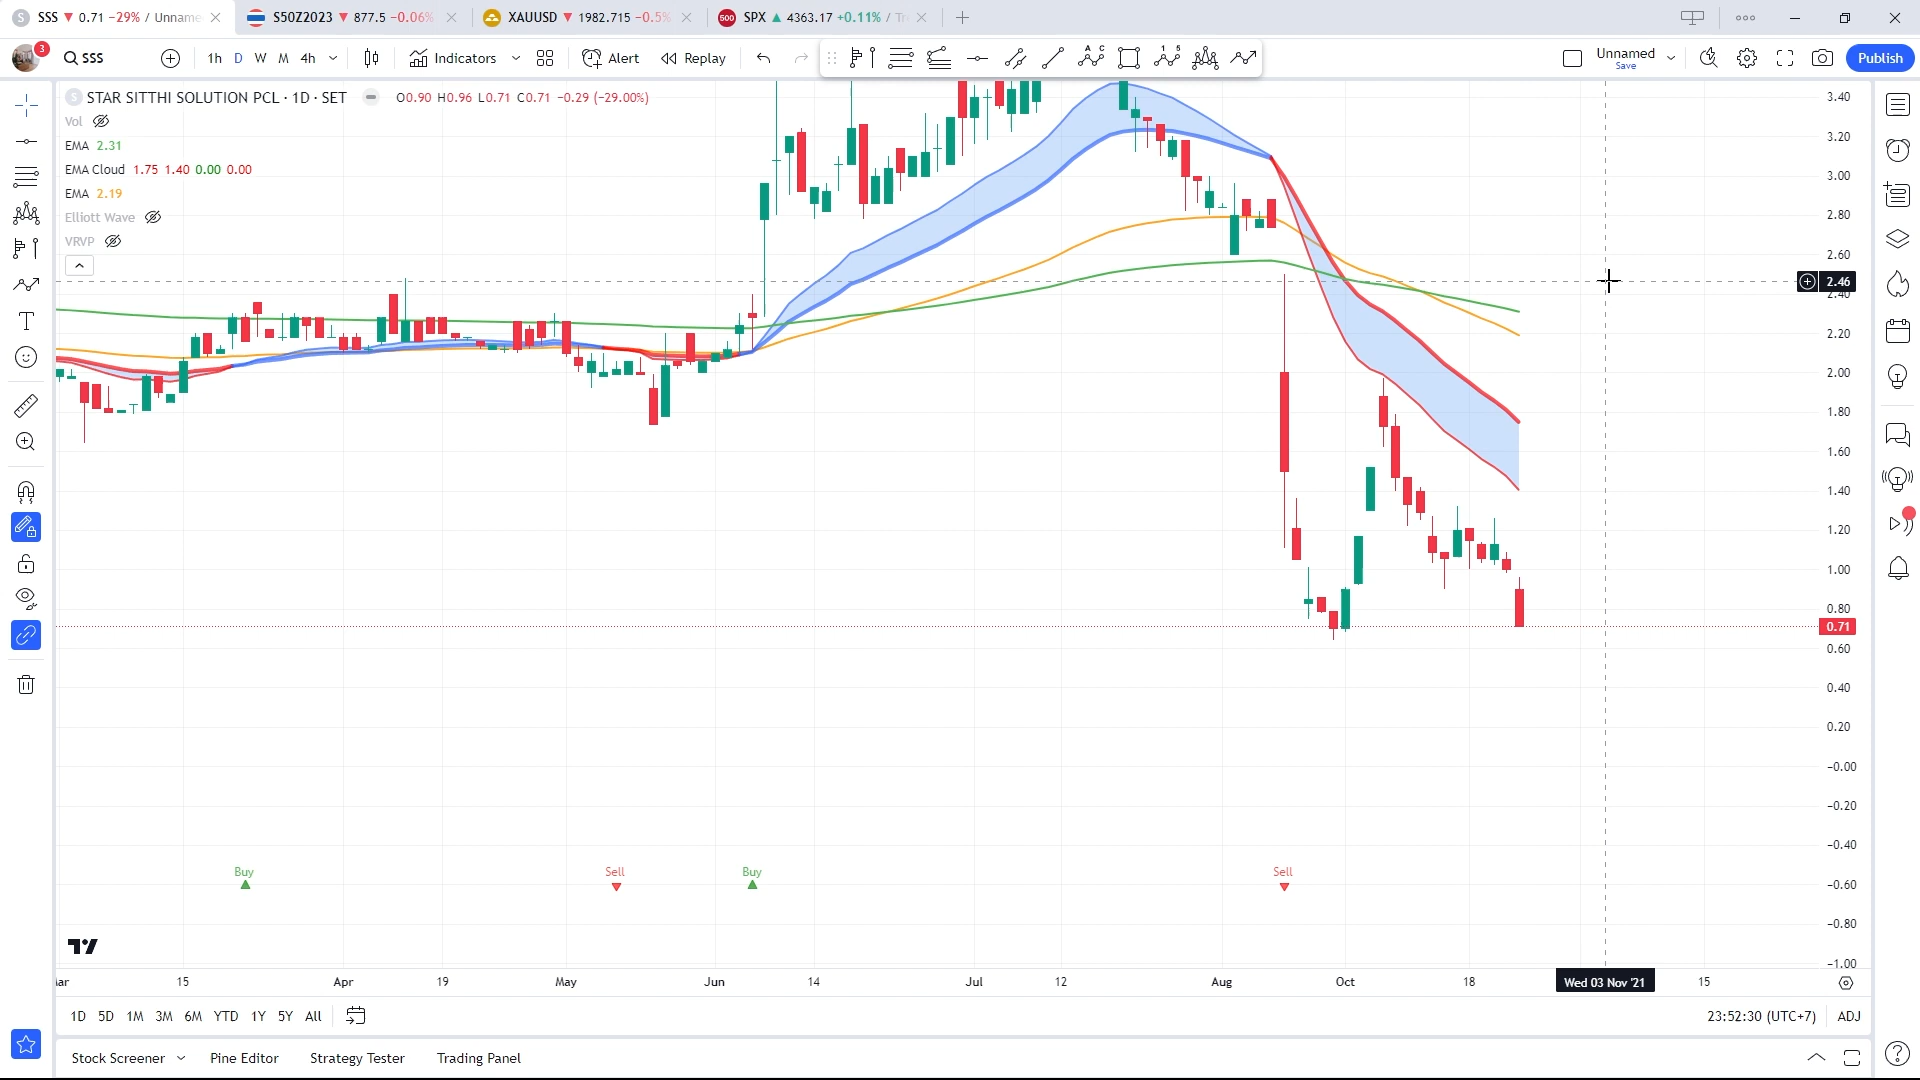 SSS ▼ 0.71 −29% / Unname
S50Z2023 ▼ 877.5 −0.06%
XAUUSD ▼ 1982.715 −0.5%
500 SPX ▲ 4363.17 +0.11% /
3 SSS 1h D W M 4h Indicators Alert Replay
Unnamed
Save
Publish
S STAR SITTHI SOLUTION PCL · 1D · SET O0.90 H0.96 L0.71 C0.71 −0.29 (−29.00%)
Vol
EMA 2.31
EMA Cloud 1.75 1.40 0.00 0.00
EMA 2.19
Elliott Wave
VRVP
3.40
3.20
3.00
2.80
2.60
2.46
2.40
2.20
2.00
1.80
1.60
1.40
1.20
1.00
0.80
0.71
0.60
0.40
0.20
−0.00
−0.20
−0.40
−0.60
−0.80
−1.00
Buy Sell Buy Sell
ar 15 Apr 19 May Jun 14 Jul 12 Aug Oct 18 Wed 03 Nov '21 15
1D 5D 1M 3M 6M YTD 1Y 5Y All 23:52:30 (UTC+7) ADJ
Stock Screener Pine Editor Strategy Tester Trading Panel